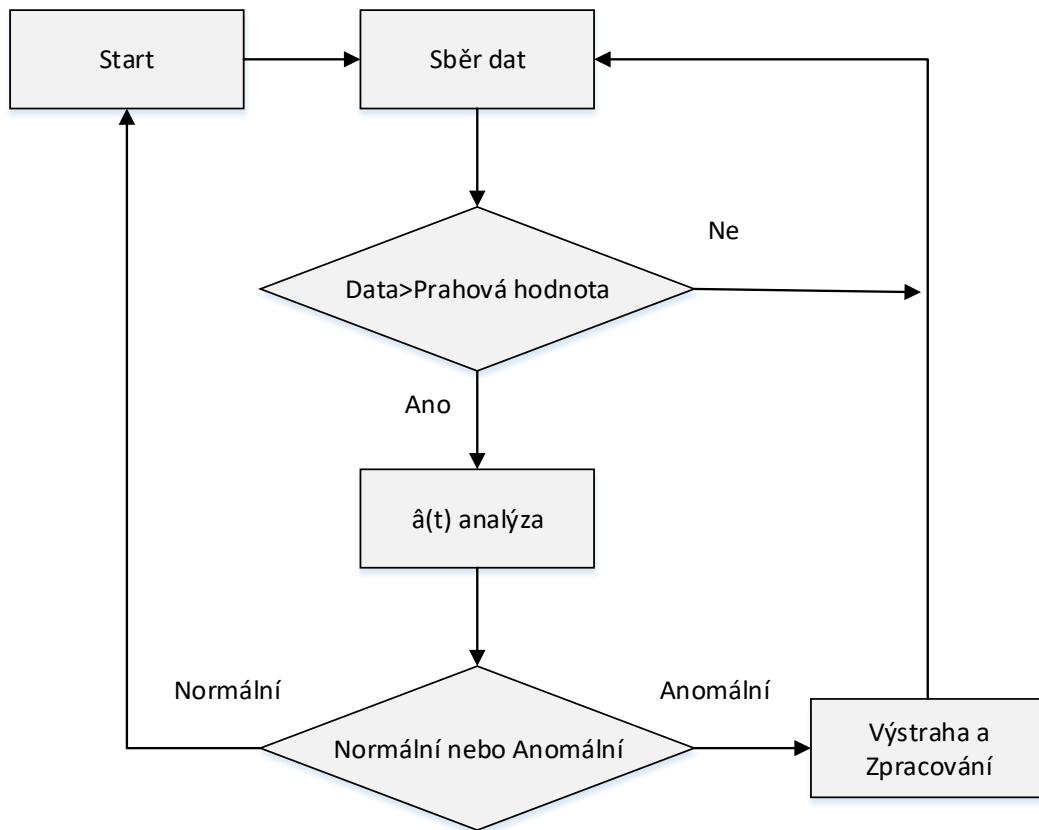 Start
Sběr dat
Ne
Data>Prahová hodnota
Ano
â(t) analýza
Normální
Anomální
Normální nebo Anomální
Výstraha a
Zpracování